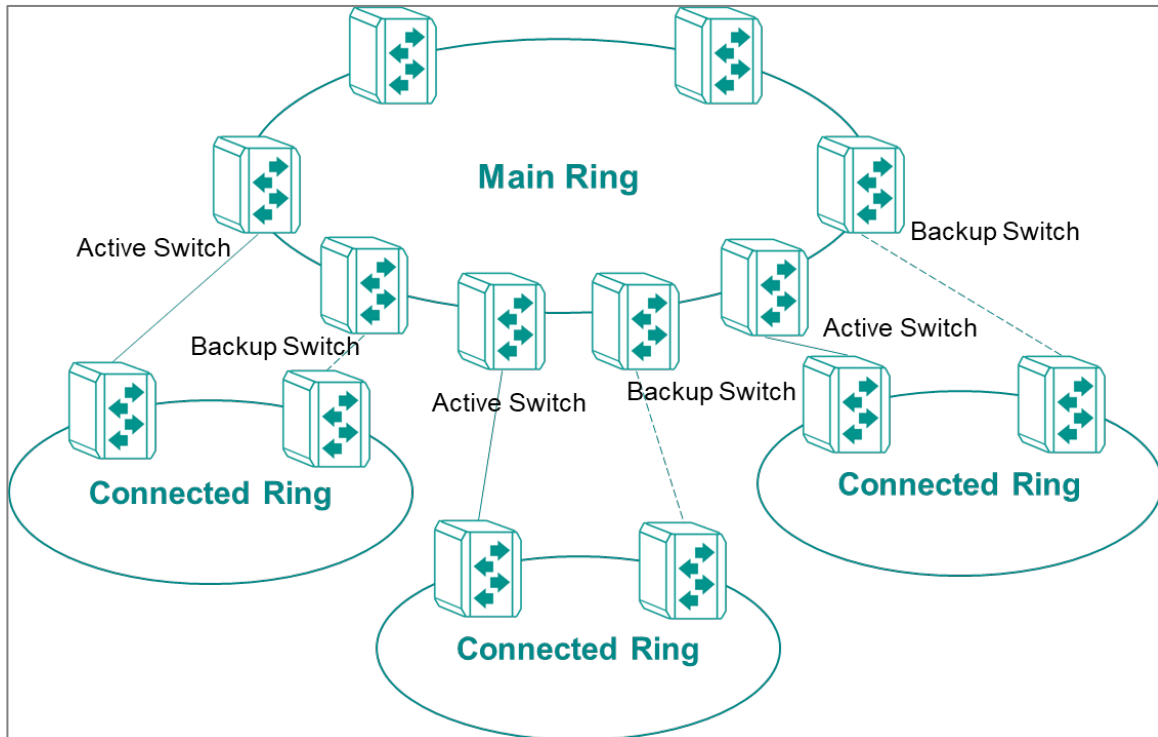 Main Ring
Active Switch
Backup Switch
Backup Switch
Active Switch
Active Switch
Backup Switch
Connected Ring
Connected Ring
Connected Ring